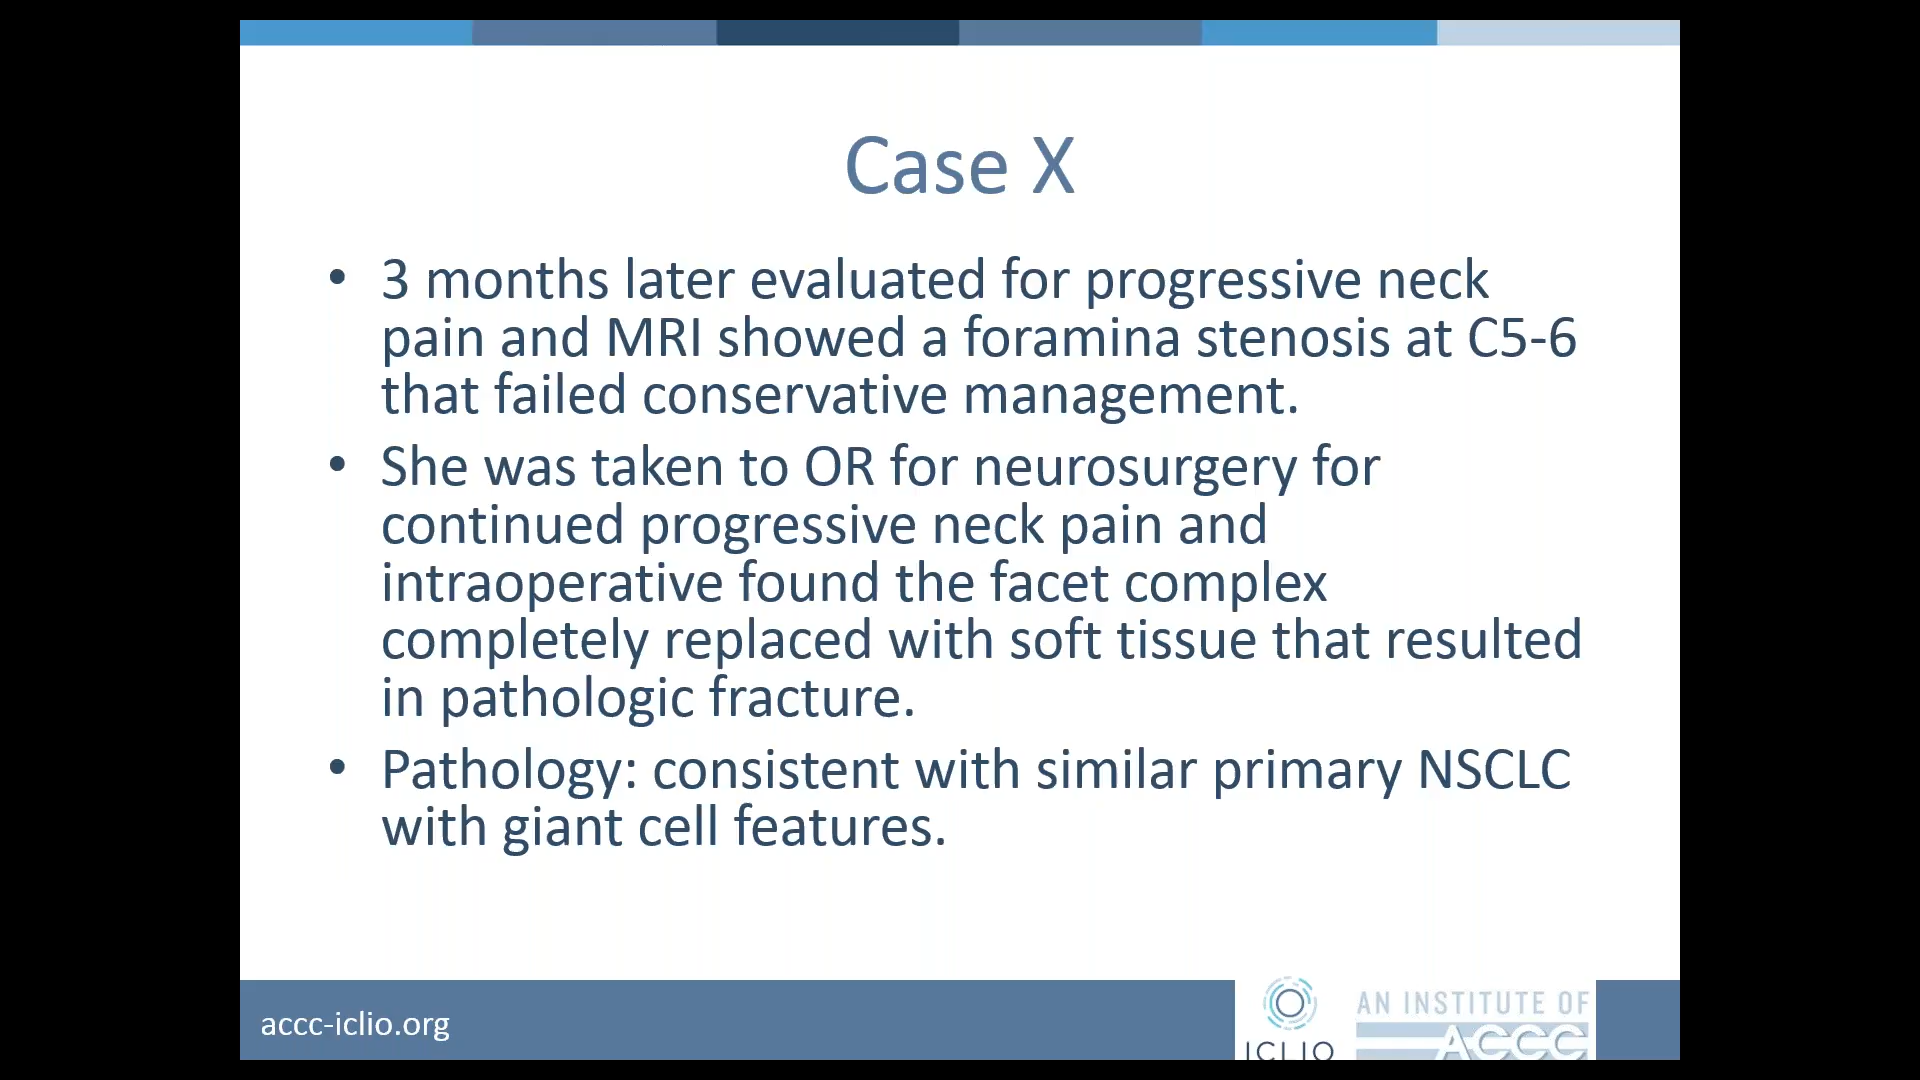 Case X
• 3 months later evaluated for progressive neck
pain and MRI showed a foramina stenosis at C5-6
that failed conservative management.
• She was taken to OR for neurosurgery for
continued progressive neck pain and
intraoperative found the facet complex
completely replaced with soft tissue that resulted
in pathologic fracture.
• Pathology: consistent with similar primary NSCLC
with giant cell features.
accc-iclio.org
ICLIO
AN INSTITUTE OF
ACCC